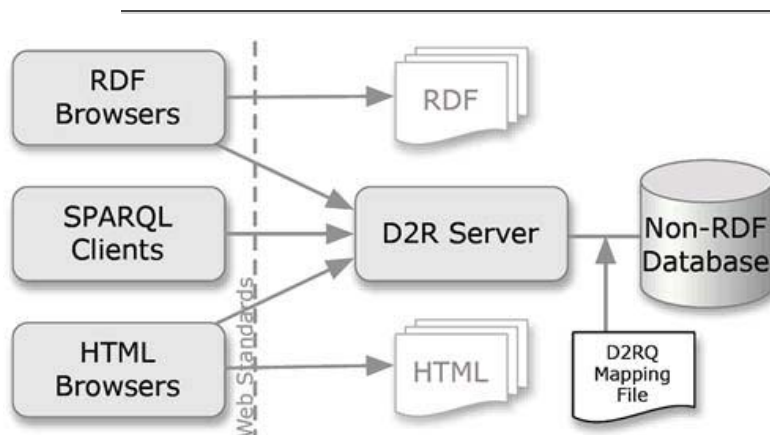 RDF
Browsers
RDF
SPARQL
Clients
D2R Server
Non-RDF
Database
Web Standards
HTML
Browsers
HTML
D2RQ
Mapping
File